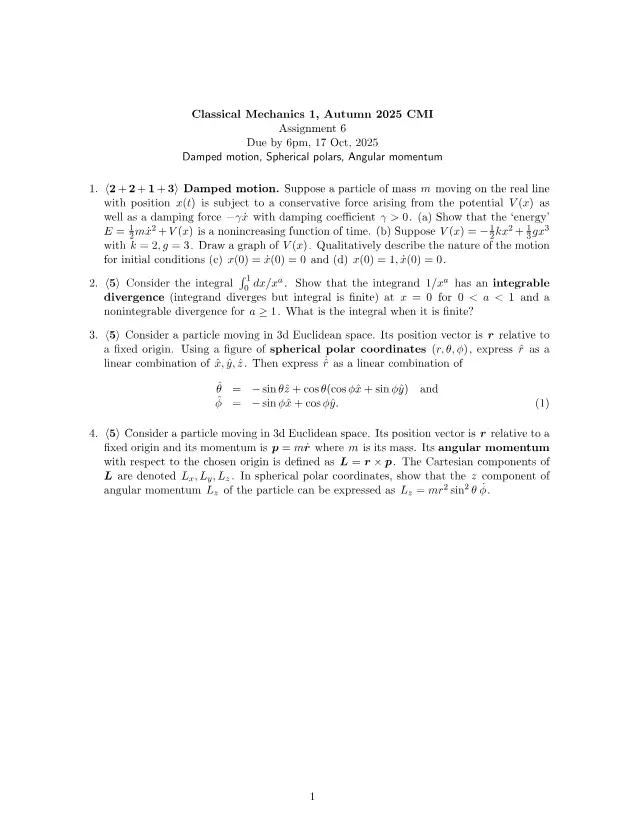 Classical Mechanics 1, Autumn 2025 CMI
Assignment 6
Due by 6pm, 17 Oct, 2025
Damped motion, Spherical polars, Angular momentum
1. ⟨2 + 2 + 1 + 3⟩ Damped motion. Suppose a particle of mass m moving on the real line
with position x(t) is subject to a conservative force arising from the potential V(x) as
well as a damping force −γẋ with damping coefficient γ > 0. (a) Show that the ‘energy’
E = ½mẋ² + V(x) is a nonincreasing function of time. (b) Suppose V(x) = −½kx² + ⅓gx³
with k = 2, g = 3. Draw a graph of V(x). Qualitatively describe the nature of the motion
for initial conditions (c) x(0) = ẋ(0) = 0 and (d) x(0) = 1, ẋ(0) = 0.
2. ⟨5⟩ Consider the integral ∫₀¹ dx/xᵃ. Show that the integrand 1/xᵃ has an integrable
divergence (integrand diverges but integral is finite) at x = 0 for 0 < a < 1 and a
nonintegrable divergence for a ≥ 1. What is the integral when it is finite?
3. ⟨5⟩ Consider a particle moving in 3d Euclidean space. Its position vector is r relative to
a fixed origin. Using a figure of spherical polar coordinates (r, θ, φ), express r̂ as a
linear combination of x̂, ŷ, ẑ. Then express r̂̇ as a linear combination of
θ̂ = − sin θẑ + cos θ(cos φx̂ + sin φŷ) and
φ̂ = − sin φx̂ + cos φŷ. (1)
4. ⟨5⟩ Consider a particle moving in 3d Euclidean space. Its position vector is r relative to a
fixed origin and its momentum is p = mṙ where m is its mass. Its angular momentum
with respect to the chosen origin is defined as L = r × p. The Cartesian components of
L are denoted Lₓ, L_y, L_z. In spherical polar coordinates, show that the z component of
angular momentum L_z of the particle can be expressed as L_z = mr² sin² θ φ̇.
1